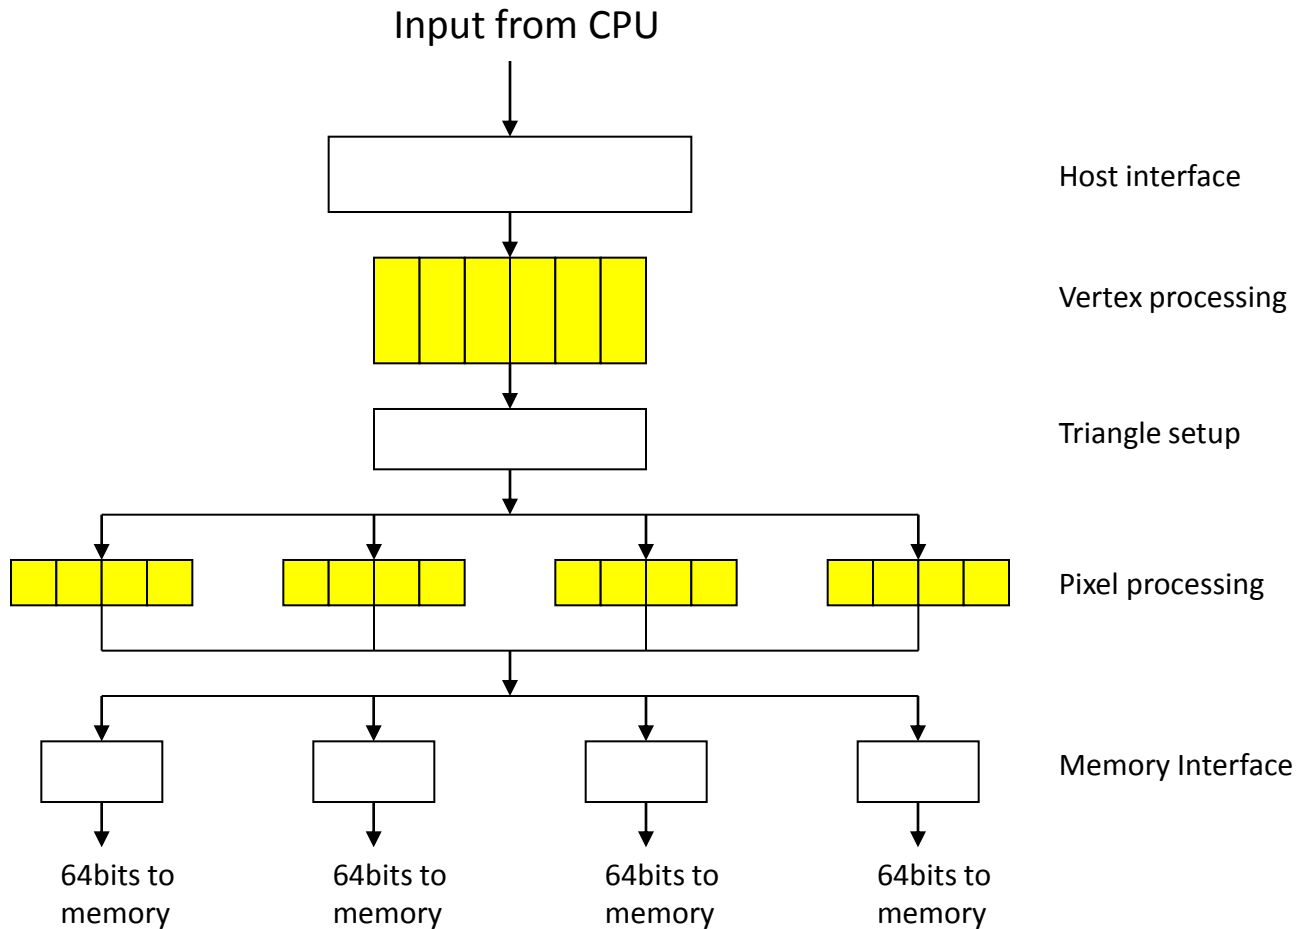 Input from CPU
Host interface
Vertex processing
Triangle setup
Pixel processing
Memory Interface
64bits to
memory
64bits to
memory
64bits to
memory
64bits to
memory